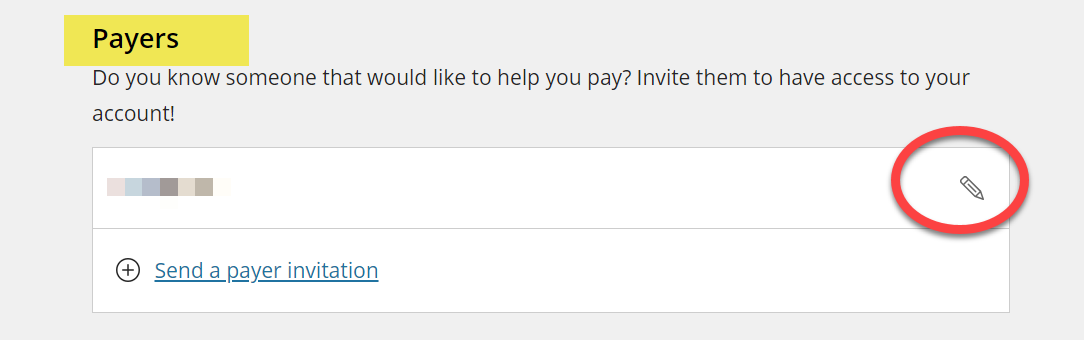 Payers
Do you know someone that would like to help you pay? Invite them to have access to your
account!
Send a payer invitation